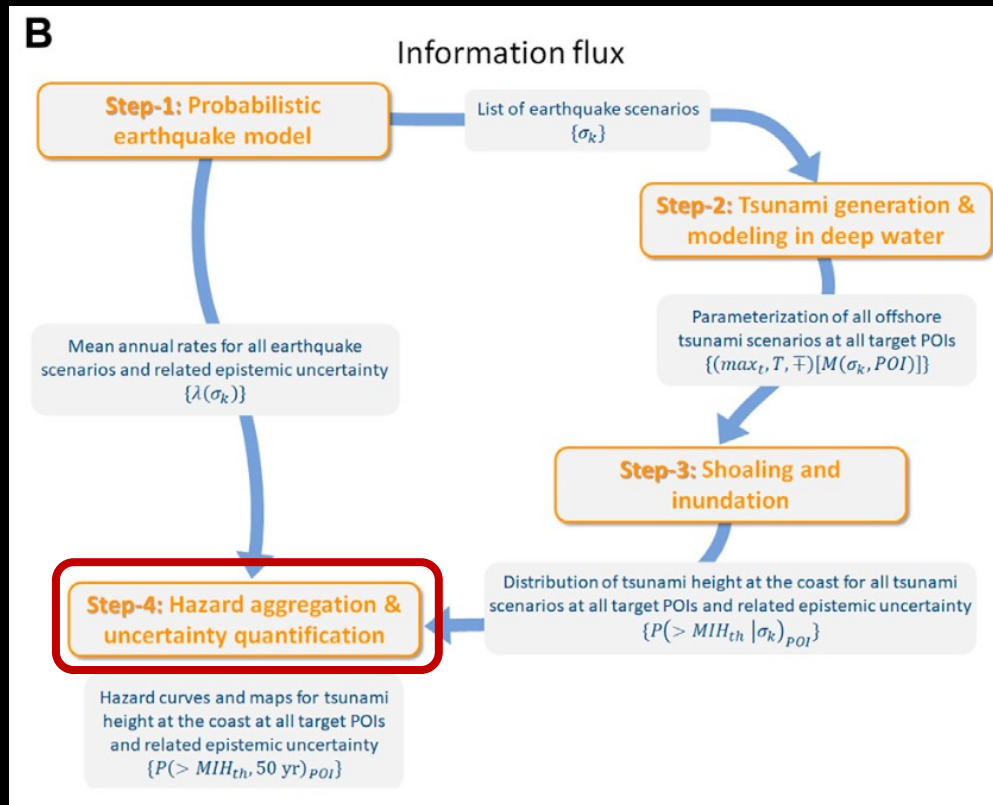 B
Information flux
Step-1: Probabilistic
earthquake model
List of earthquake scenarios
{σₖ}
Step-2: Tsunami generation &
modeling in deep water
Parameterization of all offshore
tsunami scenarios at all target POIs
{(maxₜ, T, ∓)[M(σₖ, POI)]}
Mean annual rates for all earthquake
scenarios and related epistemic uncertainty
{λ(σₖ)}
Step-3: Shoaling and
inundation
Distribution of tsunami height at the coast for all tsunami
scenarios at all target POIs and related epistemic uncertainty
{P(> MIH_th |σₖ)_POI}
Step-4: Hazard aggregation &
uncertainty quantification
Hazard curves and maps for tsunami
height at the coast at all target POIs
and related epistemic uncertainty
{P(> MIH_th, 50 yr)_POI}